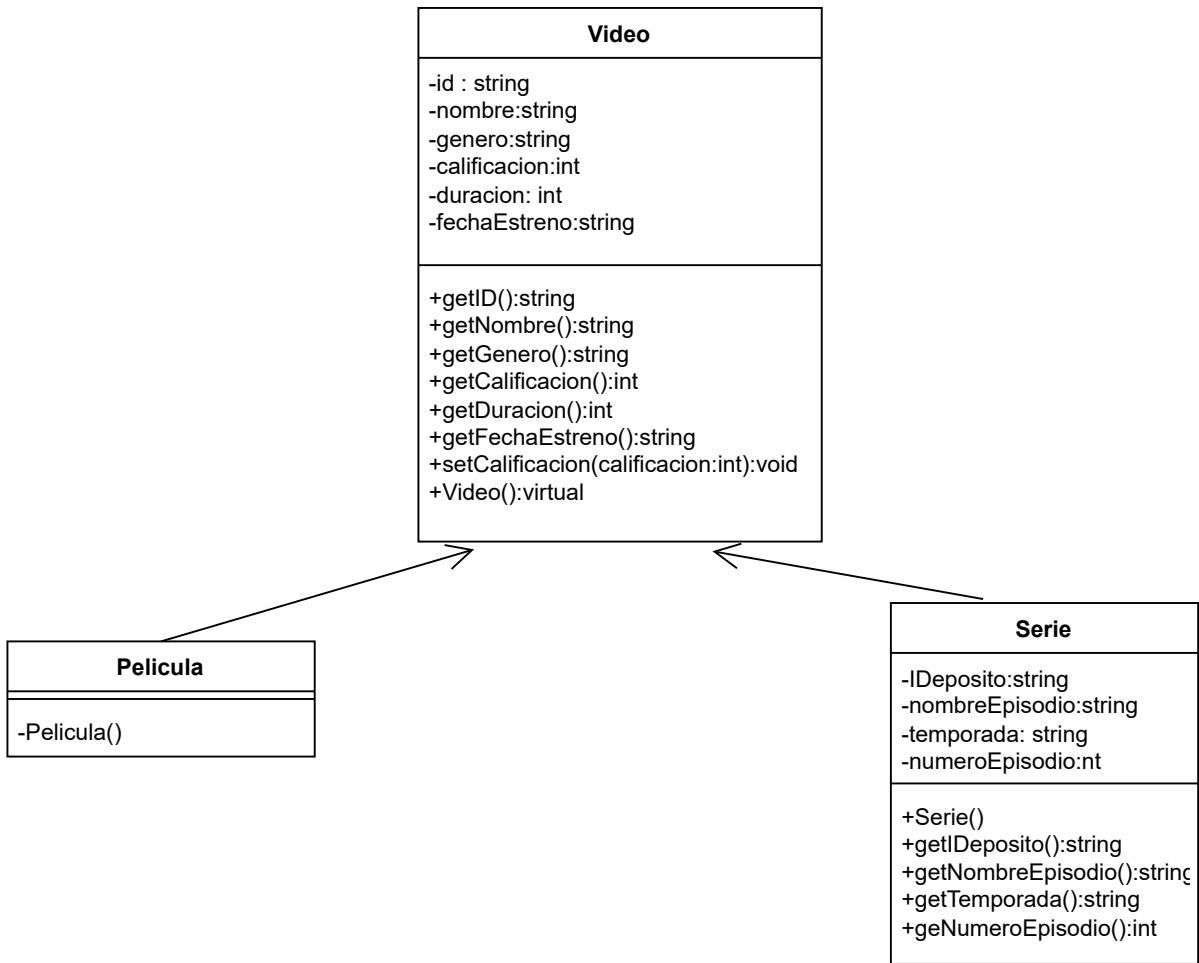 Video
-id : string
-nombre:string
-genero:string
-calificacion:int
-duracion: int
-fechaEstreno:string
+getID():string
+getNombre():string
+getGenero():string
+getCalificacion():int
+getDuracion():int
+getFechaEstreno():string
+setCalificacion(calificacion:int):void
+Video():virtual
Pelicula
-Pelicula()
Serie
-IDeposito:string
-nombreEpisodio:string
-temporada: string
-numeroEpisodio:nt
+Serie()
+getIDeposito():string
+getNombreEpisodio():string
+getTemporada():string
+geNumeroEpisodio():int